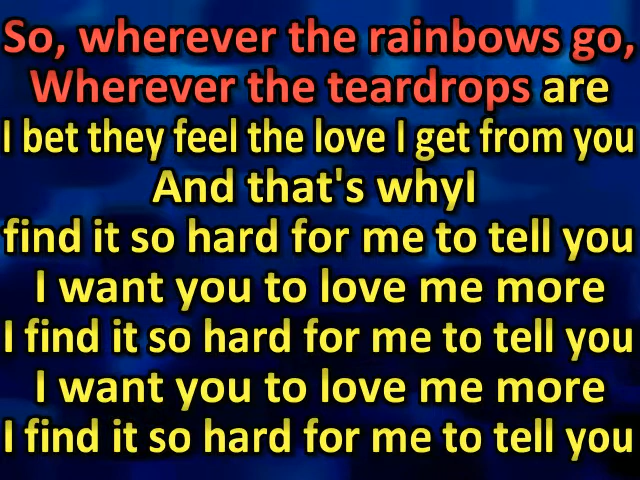 So, wherever the rainbows go,
Wherever the teardrops are
I bet they feel the love I get from you
And that's whyI
find it so hard for me to tell you
I want you to love me more
I find it so hard for me to tell you
I want you to love me more
I find it so hard for me to tell you